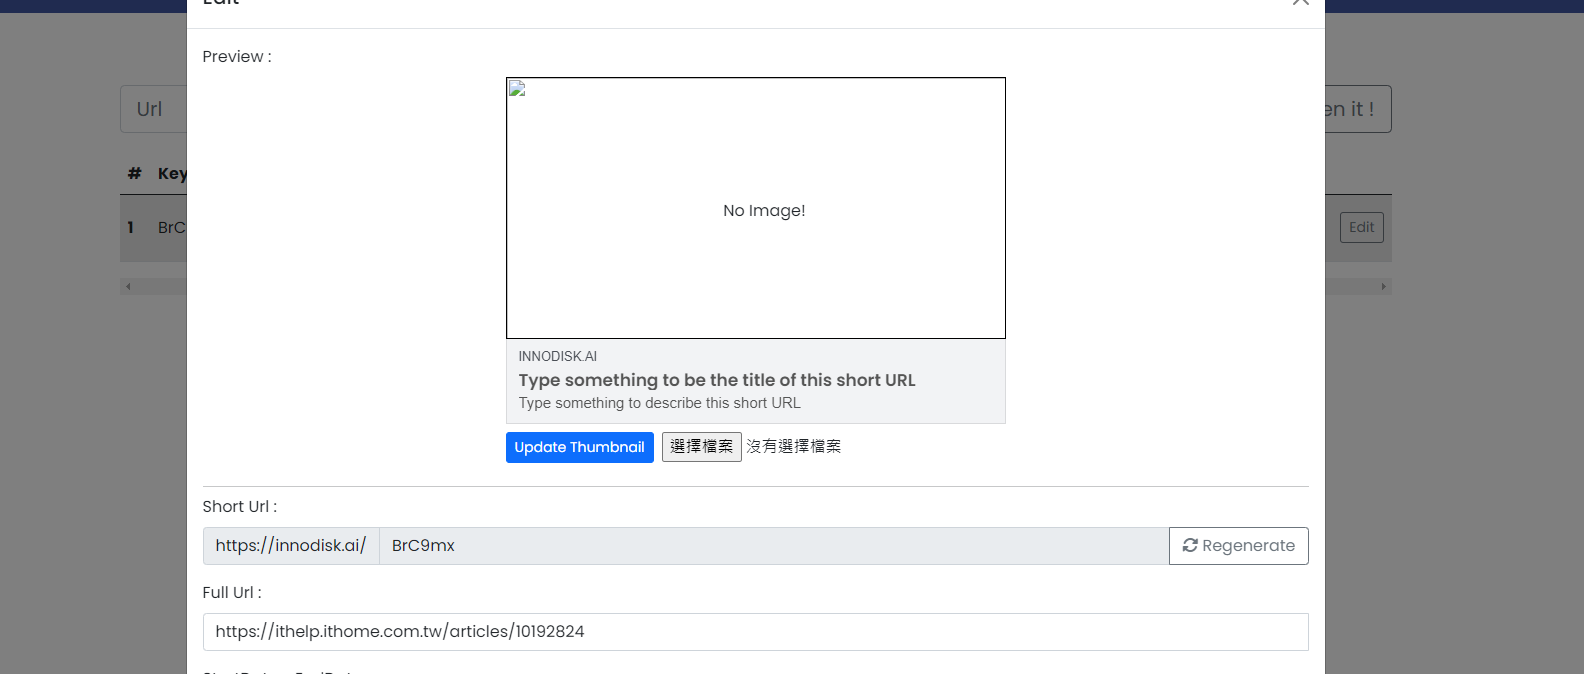 Edit
Preview :
Url
en it !
# Key
1 BrC
Edit
No Image!
INNODISK.AI
Type something to be the title of this short URL
Type something to describe this short URL
Update Thumbnail 選擇檔案 沒有選擇檔案
Short Url :
https://innodisk.ai/ BrC9mx Regenerate
Full Url :
https://ithelp.ithome.com.tw/articles/10192824